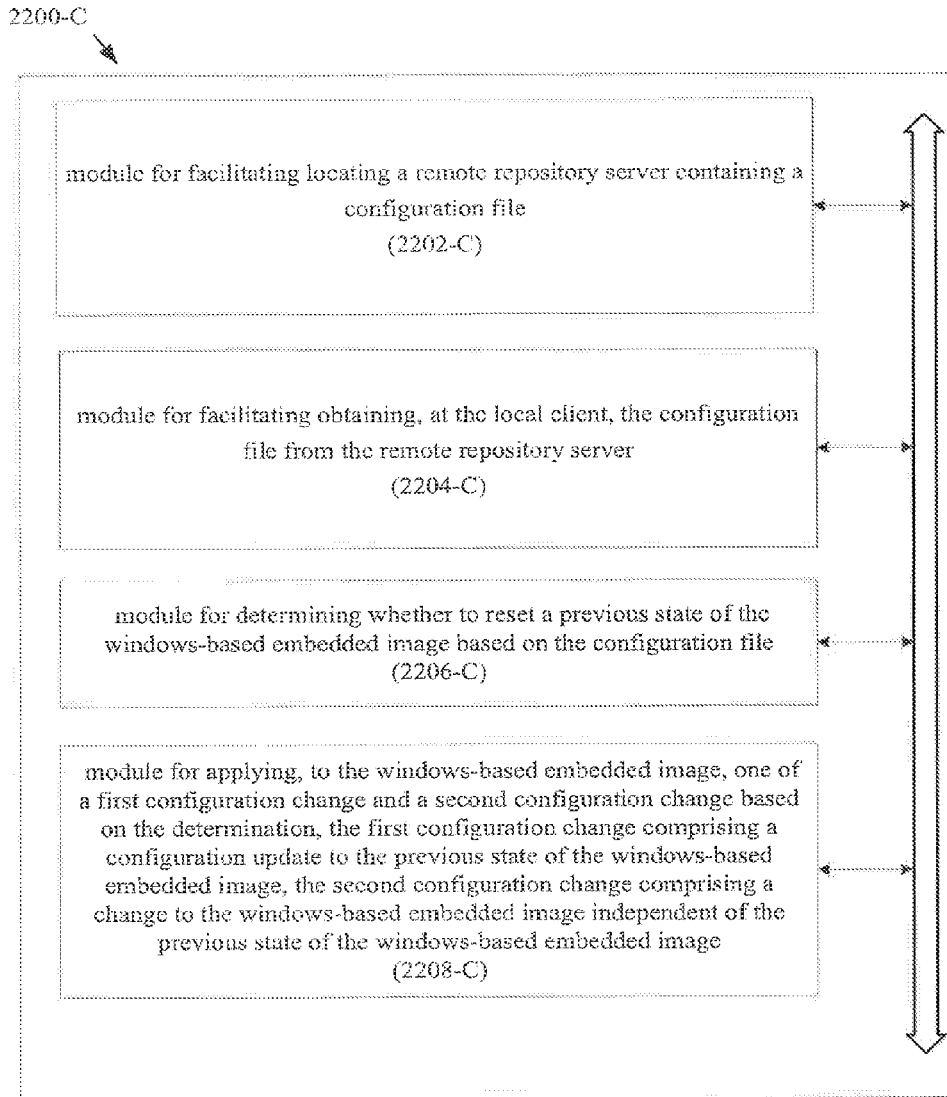 2200-C
module for facilitating locating a remote repository server containing a
configuration file
(2202-C)
module for facilitating obtaining, at the local client, the configuration
file from the remote repository server
(2204-C)
module for determining whether to reset a previous state of the
windows-based embedded image based on the configuration file
(2206-C)
module for applying, to the windows-based embedded image, one of
a first configuration change and a second configuration change based
on the determination, the first configuration change comprising a
configuration update to the previous state of the windows-based
embedded image, the second configuration change comprising a
change to the windows-based embedded image independent of the
previous state of the windows-based embedded image
(2208-C)